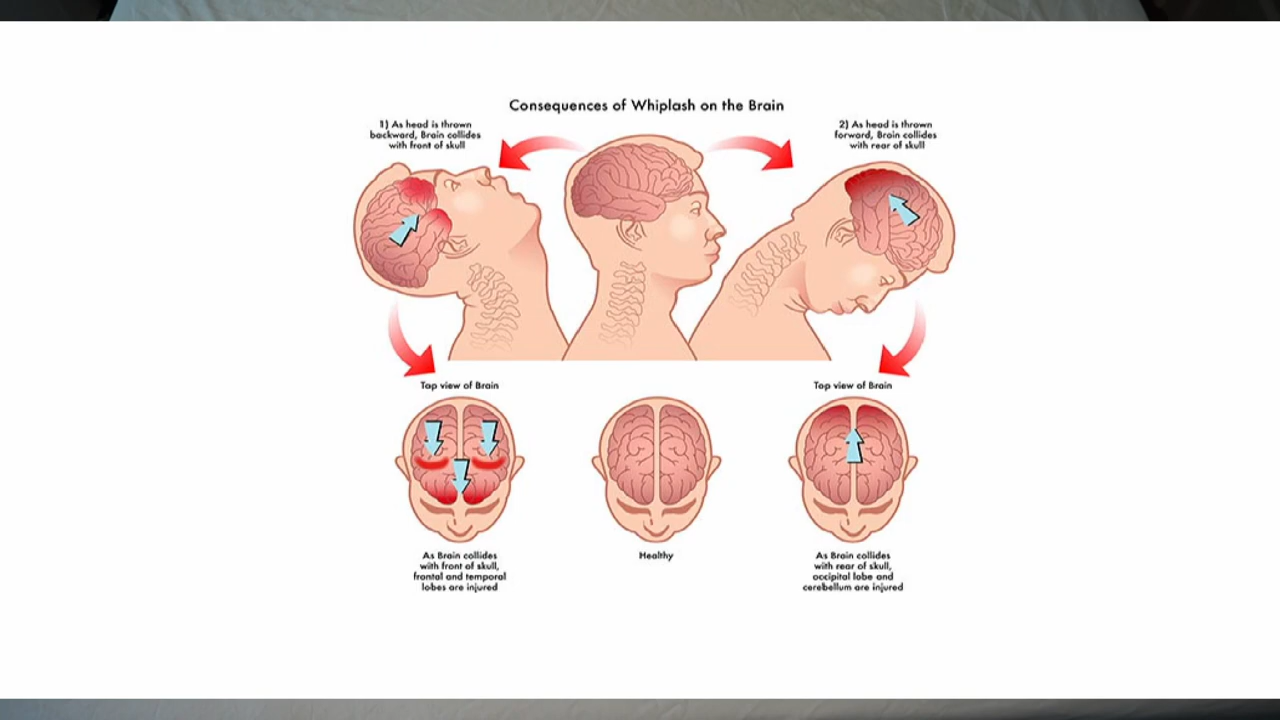 Consequences of Whiplash on the Brain
1) As head is thrown
backward, Brain collides
with front of skull
2) As head is thrown
forward, Brain collides
with rear of skull
Top view of Brain
Top view of Brain
As Brain collides
with front of skull,
frontal and temporal
lobes are injured
Healthy
As Brain collides
with rear of skull,
occipital lobe and
cerebellum are injured